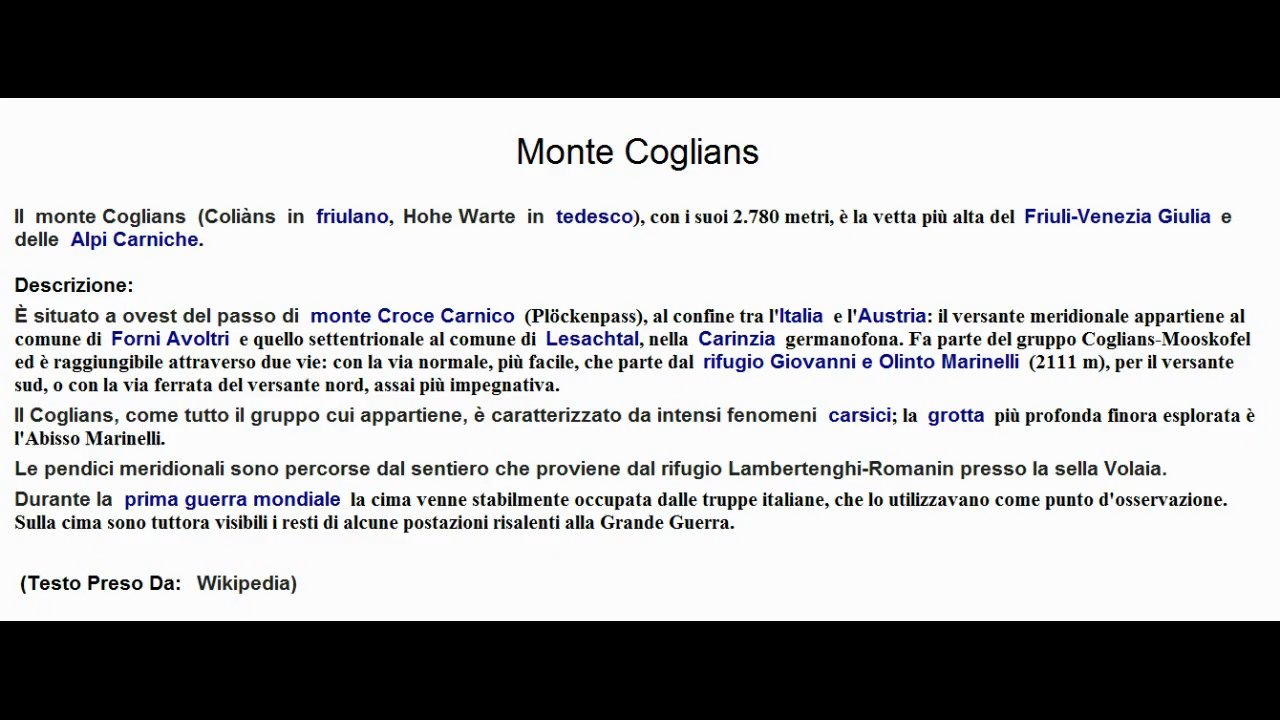 Monte Coglians
Il monte Coglians (Coliàns in friulano, Hohe Warte in tedesco), con i suoi 2.780 metri, è la vetta più alta del Friuli-Venezia Giulia e
delle Alpi Carniche.
Descrizione:
È situato a ovest del passo di monte Croce Carnico (Plöckenpass), al confine tra l'Italia e l'Austria: il versante meridionale appartiene al
comune di Forni Avoltri e quello settentrionale al comune di Lesachtal, nella Carinzia germanofona. Fa parte del gruppo Coglians-Mooskofel
ed è raggiungibile attraverso due vie: con la via normale, più facile, che parte dal rifugio Giovanni e Olinto Marinelli (2111 m), per il versante
sud, o con la via ferrata del versante nord, assai più impegnativa.
Il Coglians, come tutto il gruppo cui appartiene, è caratterizzato da intensi fenomeni carsici; la grotta più profonda finora esplorata è
l'Abisso Marinelli.
Le pendici meridionali sono percorse dal sentiero che proviene dal rifugio Lambertenghi-Romanin presso la sella Volaia.
Durante la prima guerra mondiale la cima venne stabilmente occupata dalle truppe italiane, che lo utilizzavano come punto d'osservazione.
Sulla cima sono tuttora visibili i resti di alcune postazioni risalenti alla Grande Guerra.
(Testo Preso Da: Wikipedia)